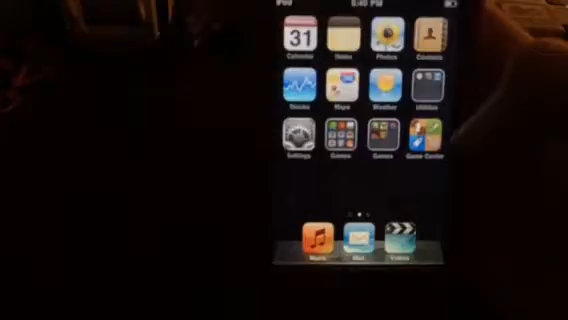 iPod 8:40 PM
31
Calendar Notes Photos Contacts
Stocks Maps Weather Utilities
Settings Games Games Game Center
Music Mail Videos